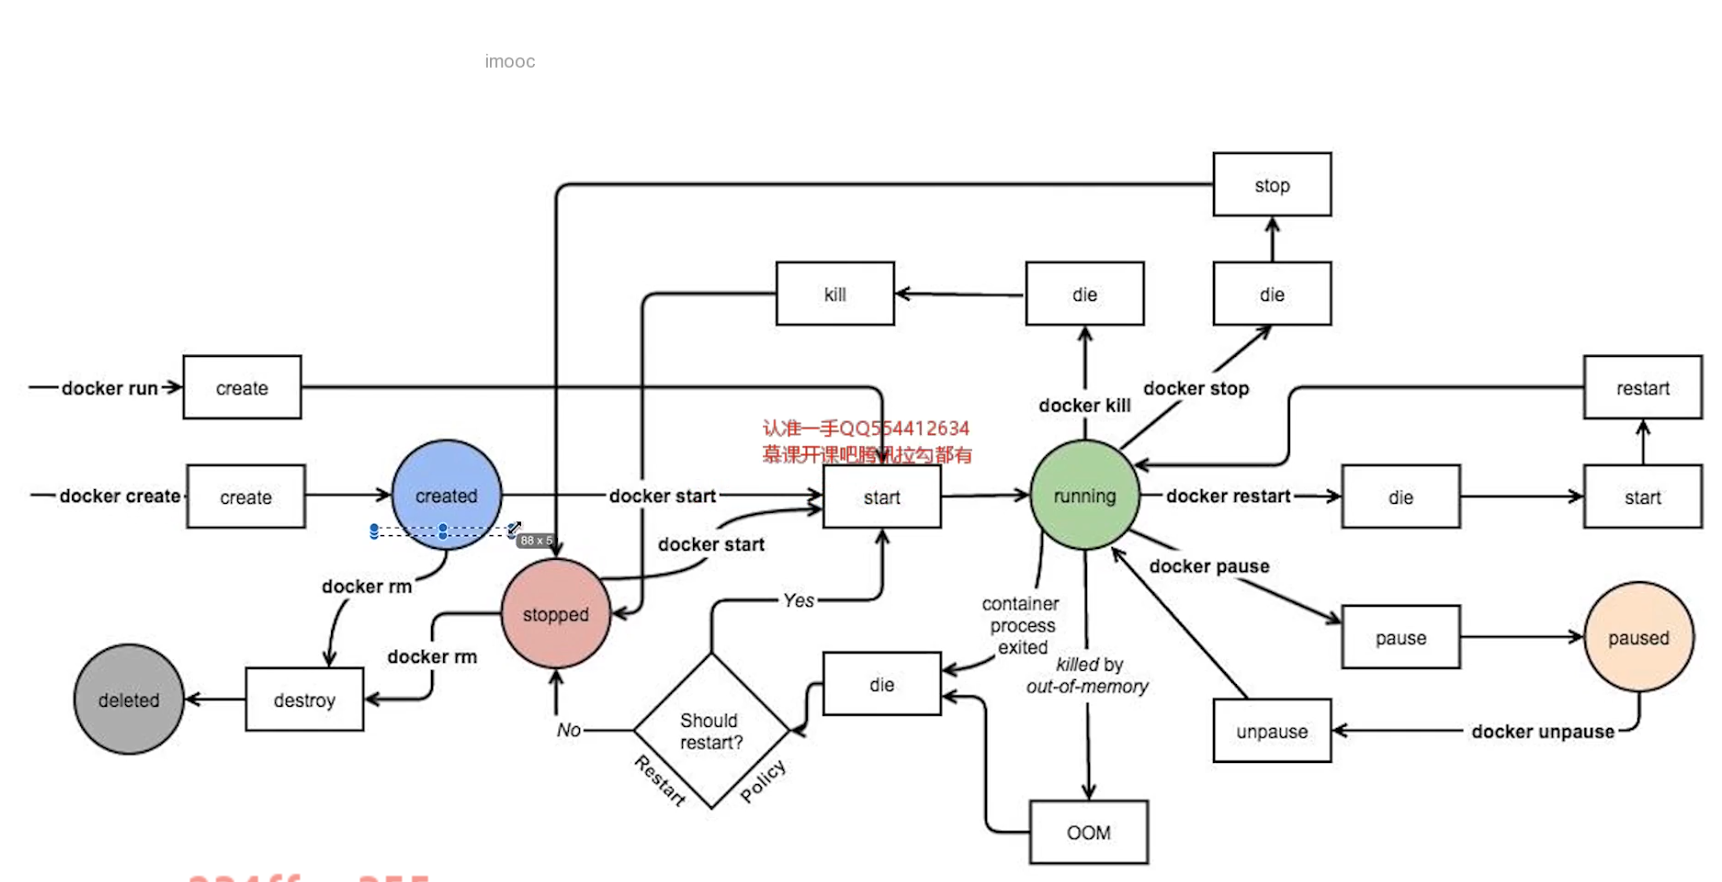 imooc
stop
kill
die
die
docker run
create
docker kill
docker stop
restart
认准一手QQ554412634
慕课开课吧腾讯拉勾都有
docker create
create
created
docker start
start
running
docker restart
die
start
88 x 5
docker start
docker rm
stopped
Yes
container
process
exited
docker pause
pause
paused
docker rm
killed by
out-of-memory
deleted
destroy
No
Should
restart?
die
unpause
docker unpause
Restart
Policy
OOM